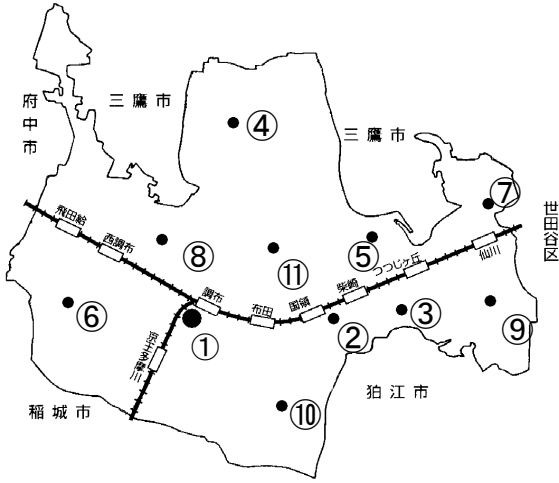 三鷹市
府中市
④
三鷹市
⑦
世田谷区
飛田給
西調布
⑧
⑪
⑤
つつじヶ丘
仙川
柴崎
国領
布田
調布
⑥
京王多摩川
①
②
③
⑨
稲城市
狛江市
⑩